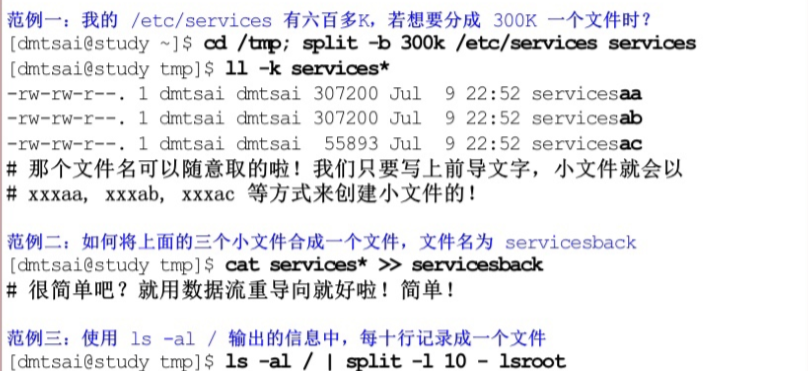 范例一：我的 /etc/services 有六百多K，若想要分成 300K 一个文件时？
[dmtsai@study ~]$ cd /tmp; split -b 300k /etc/services services
[dmtsai@study tmp]$ ll -k services*
-rw-rw-r--. 1 dmtsai dmtsai 307200 Jul  9 22:52 servicesaa
-rw-rw-r--. 1 dmtsai dmtsai 307200 Jul  9 22:52 servicesab
-rw-rw-r--. 1 dmtsai dmtsai  55893 Jul  9 22:52 servicesac
# 那个文件名可以随意取的啦！我们只要写上前导文字，小文件就会以
# xxxaa, xxxab, xxxac 等方式来创建小文件的！
范例二：如何将上面的三个小文件合成一个文件，文件名为 servicesback
[dmtsai@study tmp]$ cat services* >> servicesback
# 很简单吧？就用数据流重导向就好啦！简单！
范例三：使用 ls -al / 输出的信息中，每十行记录成一个文件
[dmtsai@study tmp]$ ls -al / | split -l 10 - lsroot